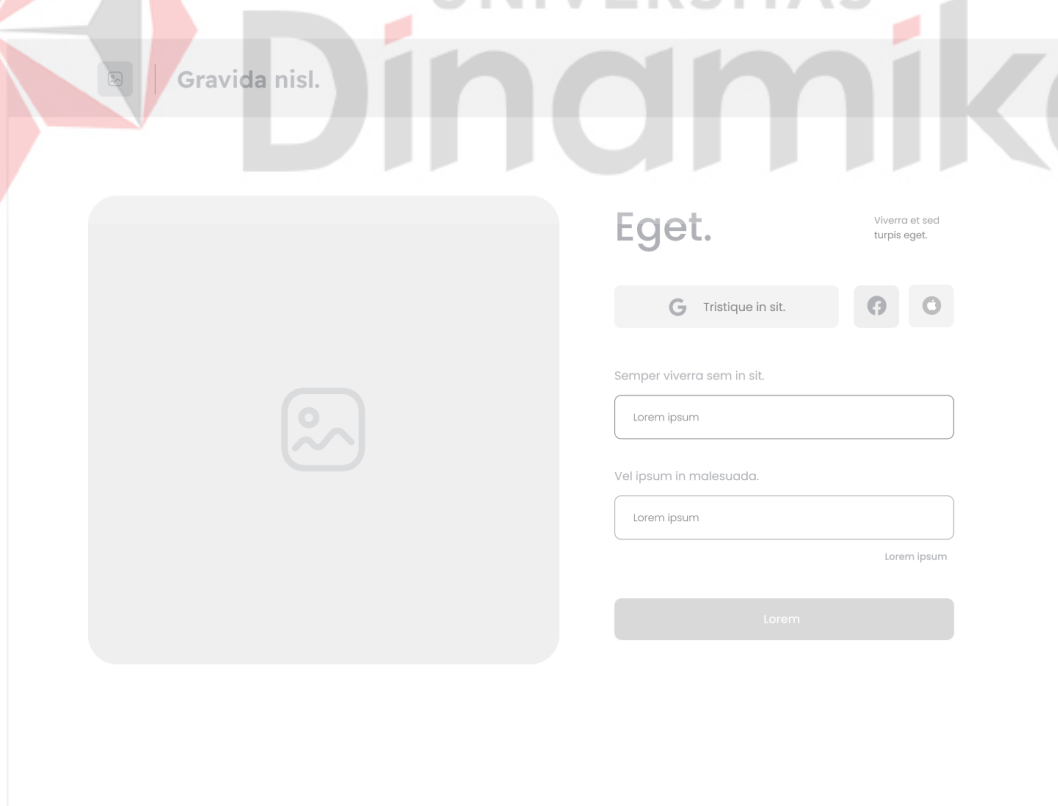 UNIVERSITAS
Dinamika
Gravida nisl.
Eget.
Viverra et sed
turpis eget.
Tristique in sit.
Semper viverra sem in sit.
Lorem ipsum
Vel ipsum in malesuada.
Lorem ipsum
Lorem ipsum
Lorem